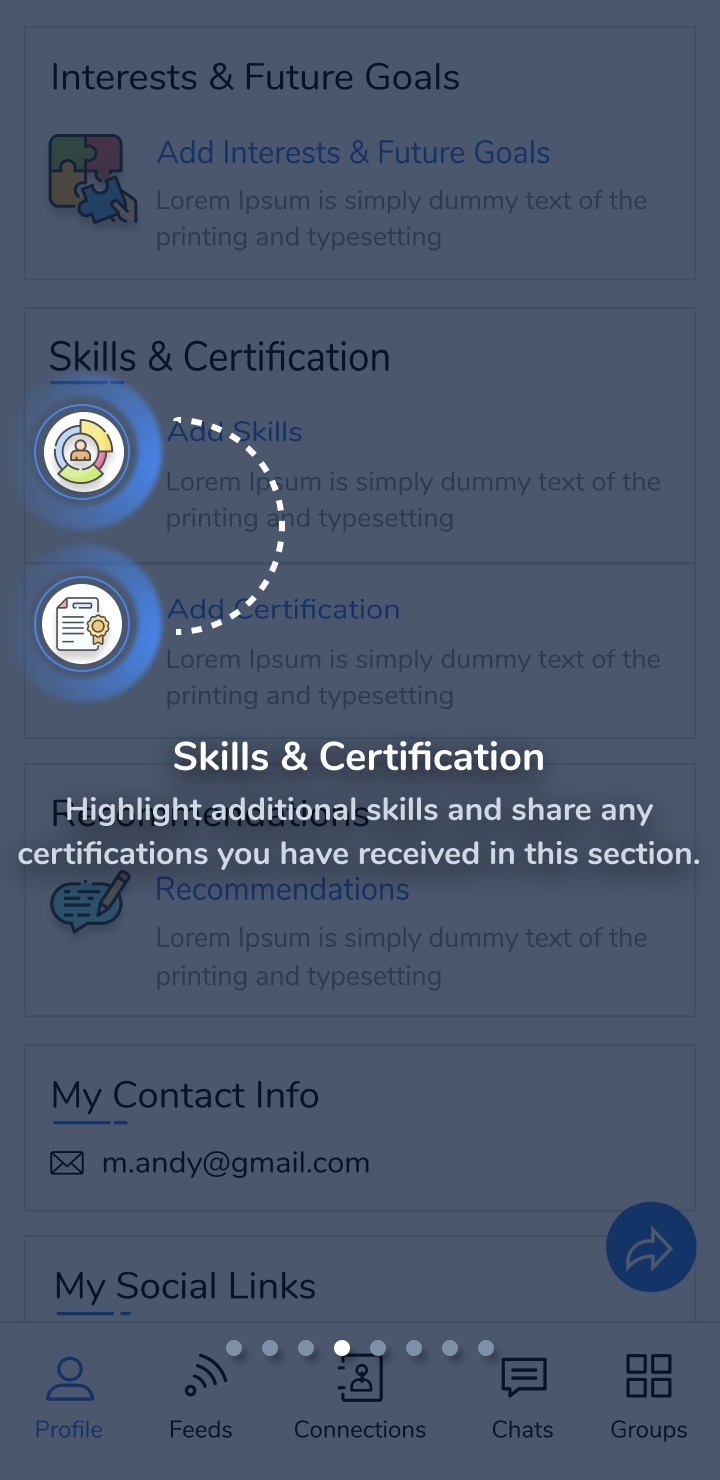 Interests & Future Goals
Add Interests & Future Goals
Lorem Ipsum is simply dummy text of the
printing and typesetting
Skills & Certification
Add Skills
Lorem Ipsum is simply dummy text of the
printing and typesetting
Add Certification
Lorem Ipsum is simply dummy text of the
printing and typesetting
Skills & Certification
Recommendations
Highlight additional skills and share any
certifications you have received in this section.
Recommendations
Lorem Ipsum is simply dummy text of the
printing and typesetting
My Contact Info
m.andy@gmail.com
My Social Links
Profile
Feeds
Connections
Chats
Groups